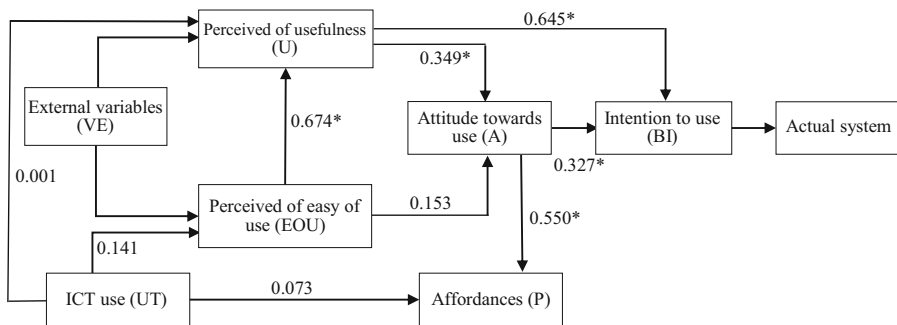 0.645*
Perceived of usefulness
(U)
0.349*
External variables
(VE)
0.674*
Attitude towards
use (A)
Intention to use
(BI)
Actual system
0.327*
0.001
Perceived of easy of
use (EOU)
0.153
0.550*
0.141
ICT use (UT)
0.073
Affordances (P)